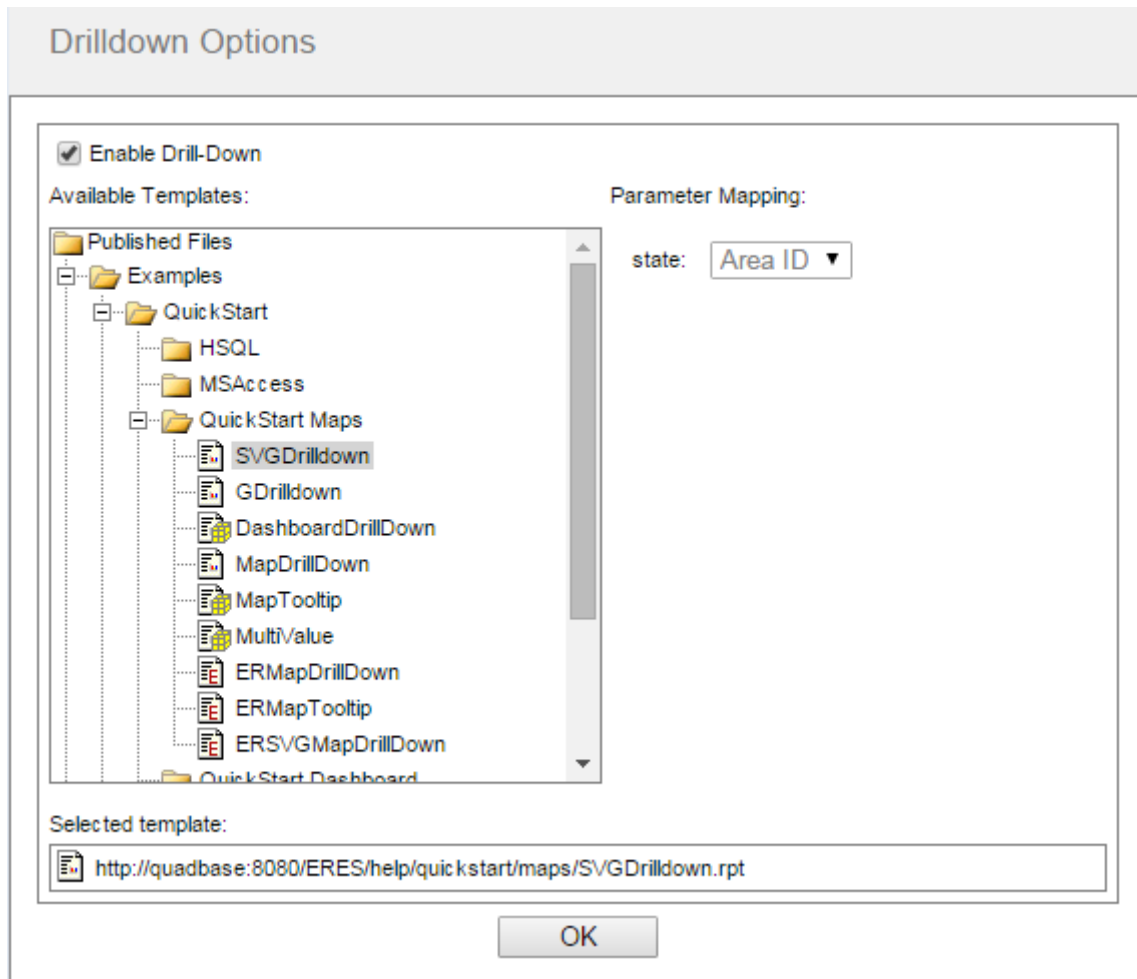 Drilldown Options
Enable Drill-Down
Available Templates:
Parameter Mapping:
Published Files
state: Area ID
Examples
QuickStart
HSQL
MSAccess
QuickStart Maps
SVGDrilldown
GDrilldown
DashboardDrillDown
MapDrillDown
MapTooltip
MultiValue
ERMapDrillDown
ERMapTooltip
ERSVGMapDrillDown
QuickStart Dashboard
Selected template:
http://quadbase:8080/ERES/help/quickstart/maps/SVGDrilldown.rpt
OK